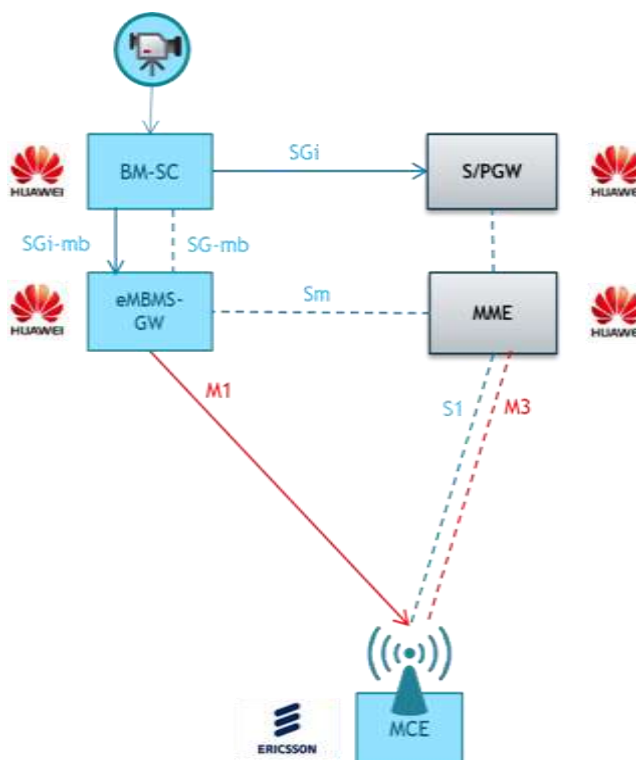 BM-SC
SGi
S/PGW
HUAWEI
HUAWEI
SGi-mb
SG-mb
eMBMS-
GW
Sm
MME
HUAWEI
HUAWEI
M1
S1
M3
MCE
ERICSSON